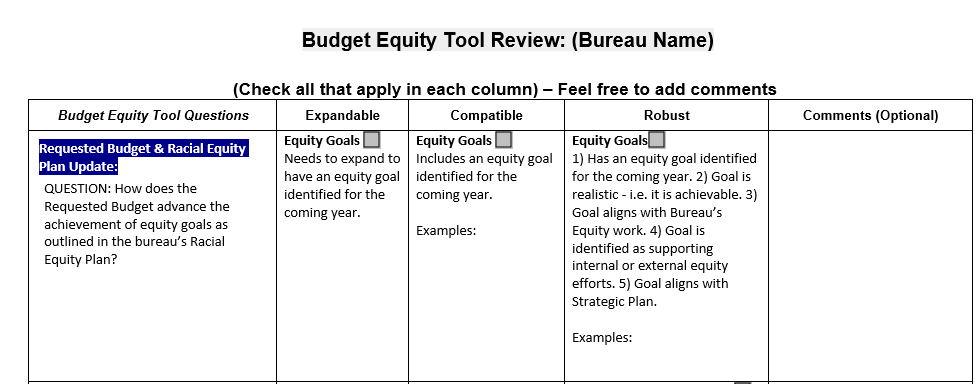 Budget Equity Tool Review: (Bureau Name)
(Check all that apply in each column) – Feel free to add comments
Budget Equity Tool Questions
Expandable
Compatible
Robust
Comments (Optional)
Requested Budget & Racial Equity
Plan Update:
QUESTION: How does the
Requested Budget advance the
achievement of equity goals as
outlined in the bureau’s Racial
Equity Plan?
Equity Goals
Needs to expand to
have an equity goal
identified for the
coming year.
Equity Goals
Includes an equity goal
identified for the
coming year.
Examples:
Equity Goals
1) Has an equity goal identified
for the coming year. 2) Goal is
realistic - i.e. it is achievable. 3)
Goal aligns with Bureau’s
Equity work. 4) Goal is
identified as supporting
internal or external equity
efforts. 5) Goal aligns with
Strategic Plan.
Examples: